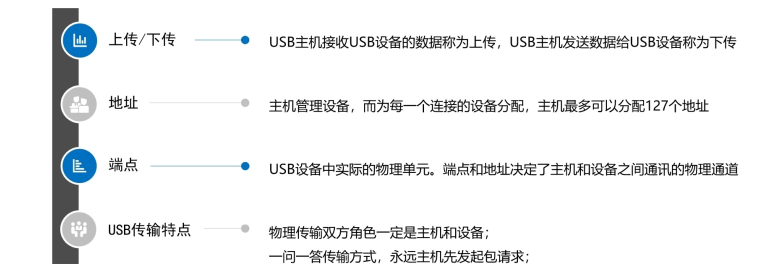 上传/下传
USB主机接收USB设备的数据称为上传，USB主机发送数据给USB设备称为下传
地址
主机管理设备，而为每一个连接的设备分配，主机最多可以分配127个地址
端点
USB设备中实际的物理单元。端点和地址决定了主机和设备之间通讯的物理通道
USB传输特点
物理传输双方角色一定是主机和设备；
一问一答传输方式，永远主机先发起包请求；